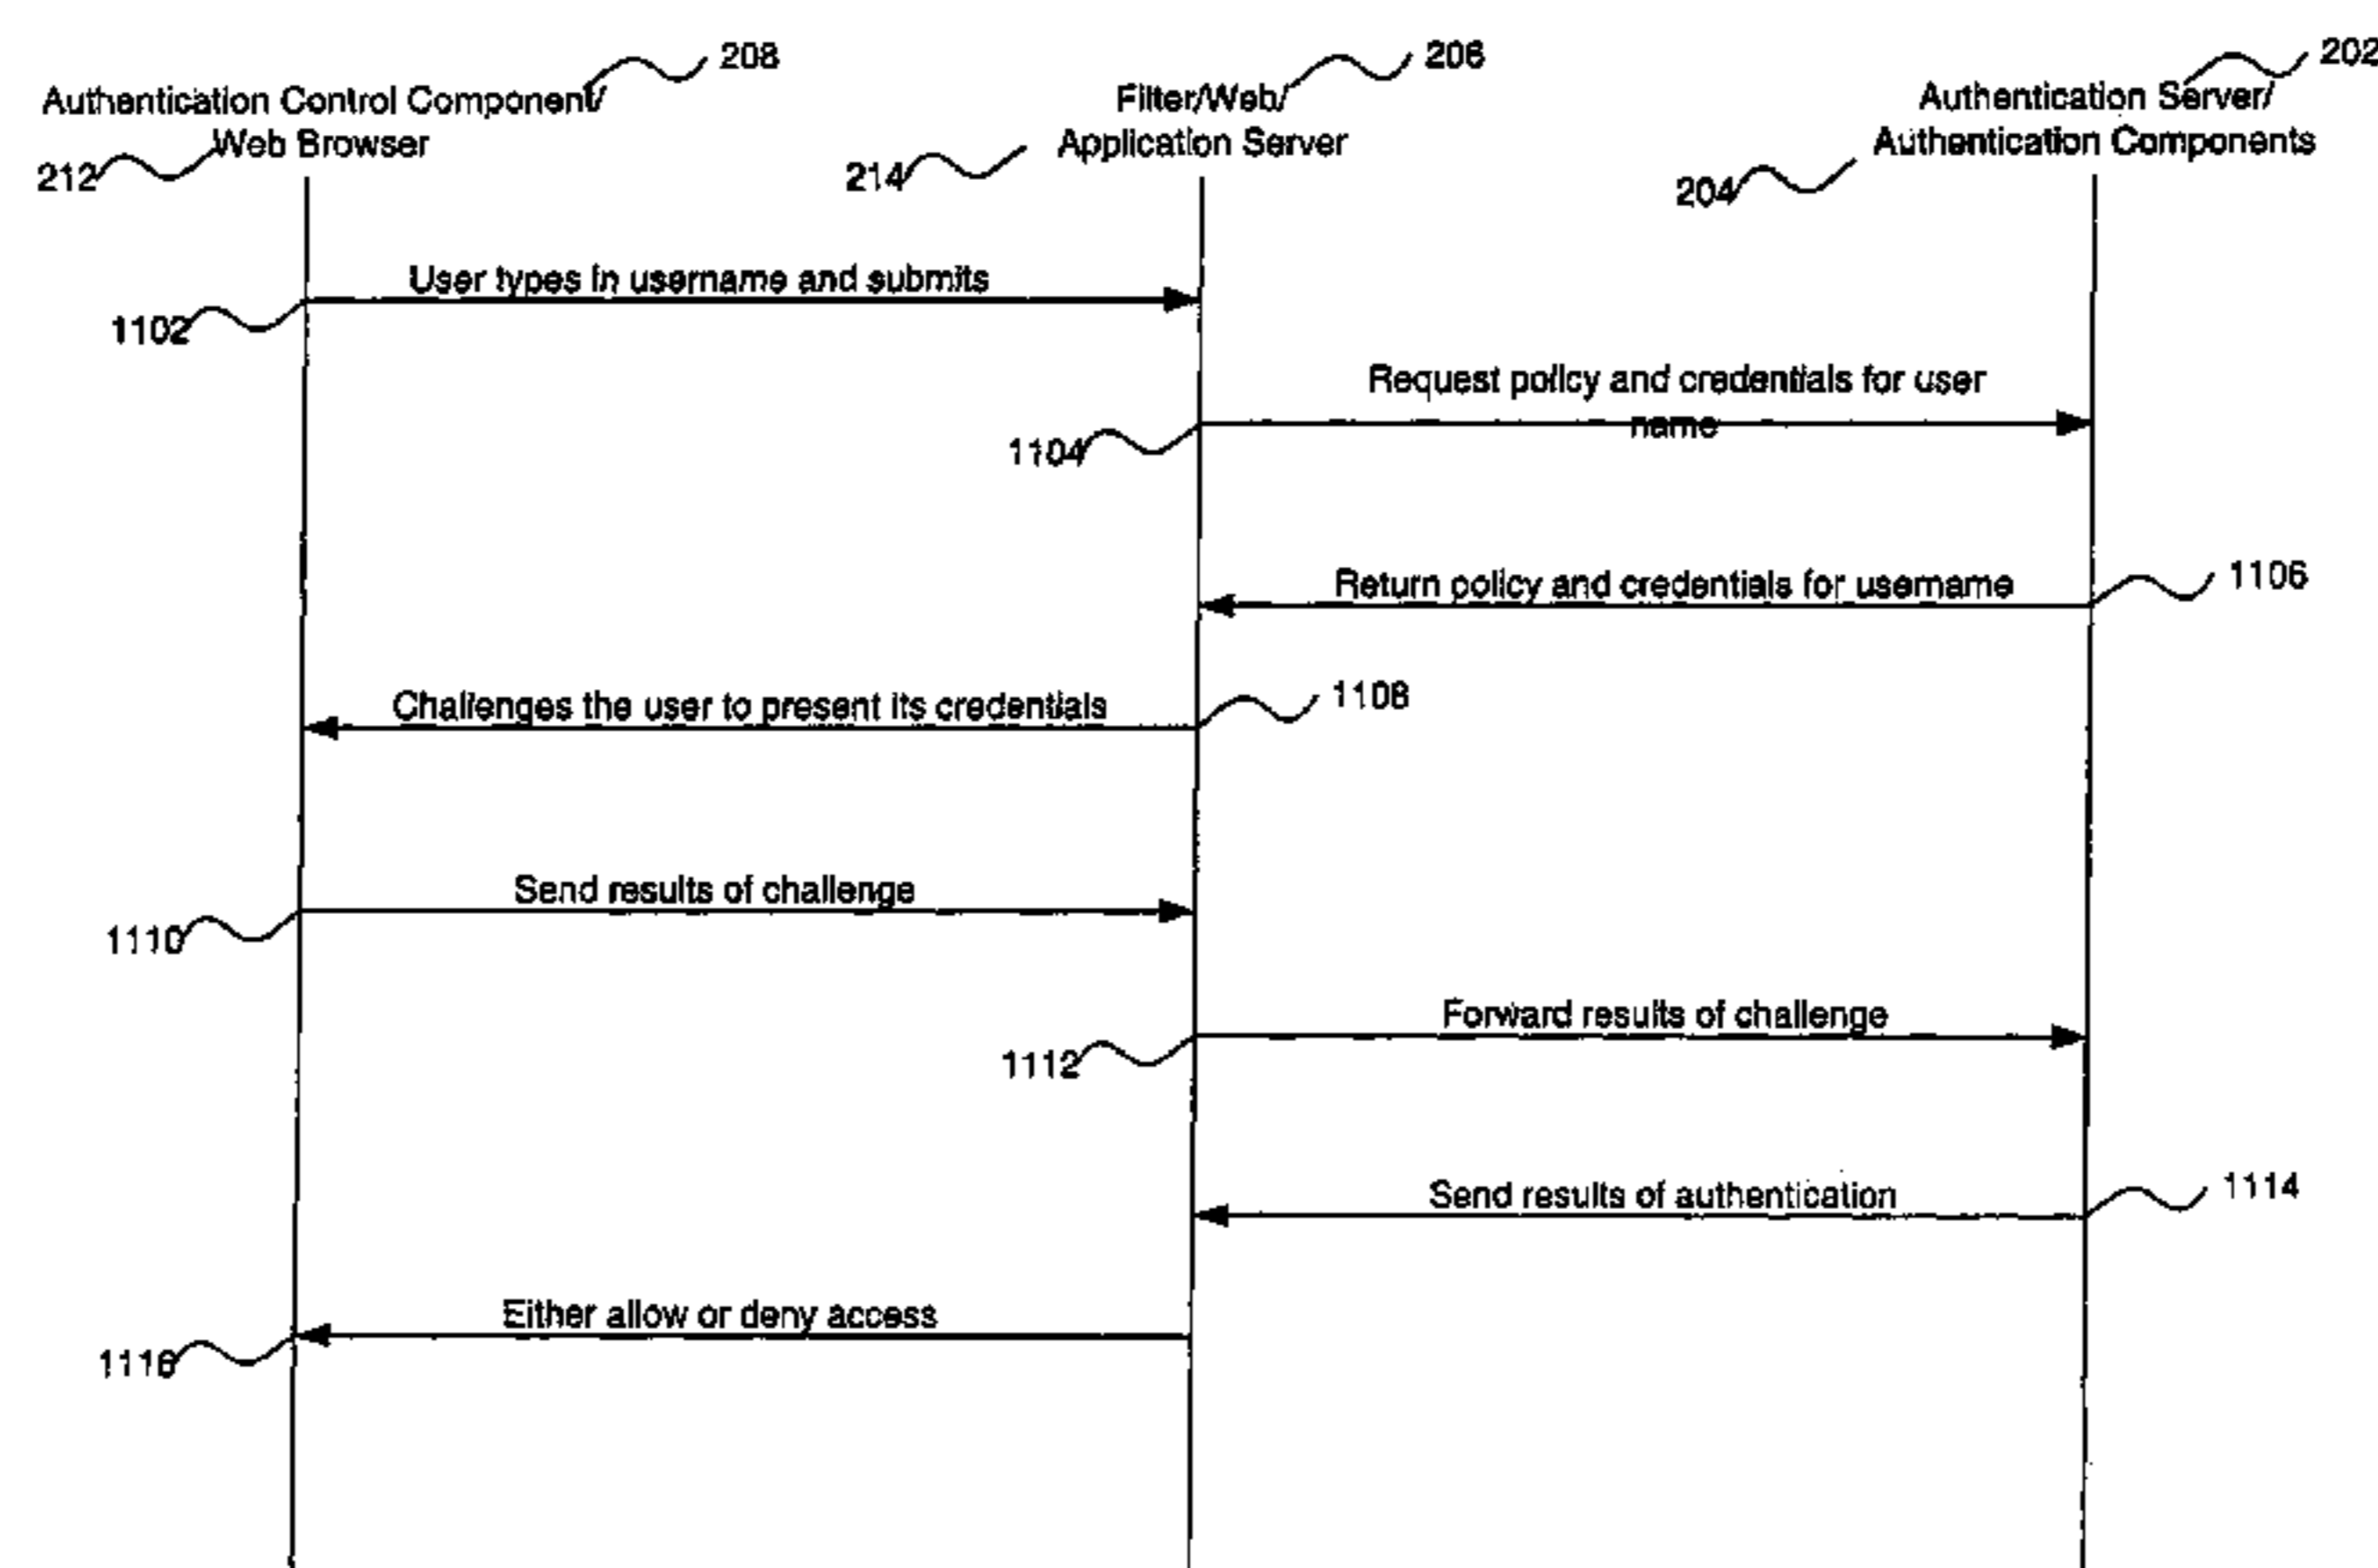 208
Authentication Control Component/
Web Browser
212
206
Filter/Web/
Application Server
214
202
Authentication Server/
Authentication Components
204
User types in username and submits
1102
Request policy and credentials for user
name
1104
Return policy and credentials for username
1106
Challenges the user to present its credentials
1108
Send results of challenge
1110
Forward results of challenge
1112
Send results of authentication
1114
Either allow or deny access
1116